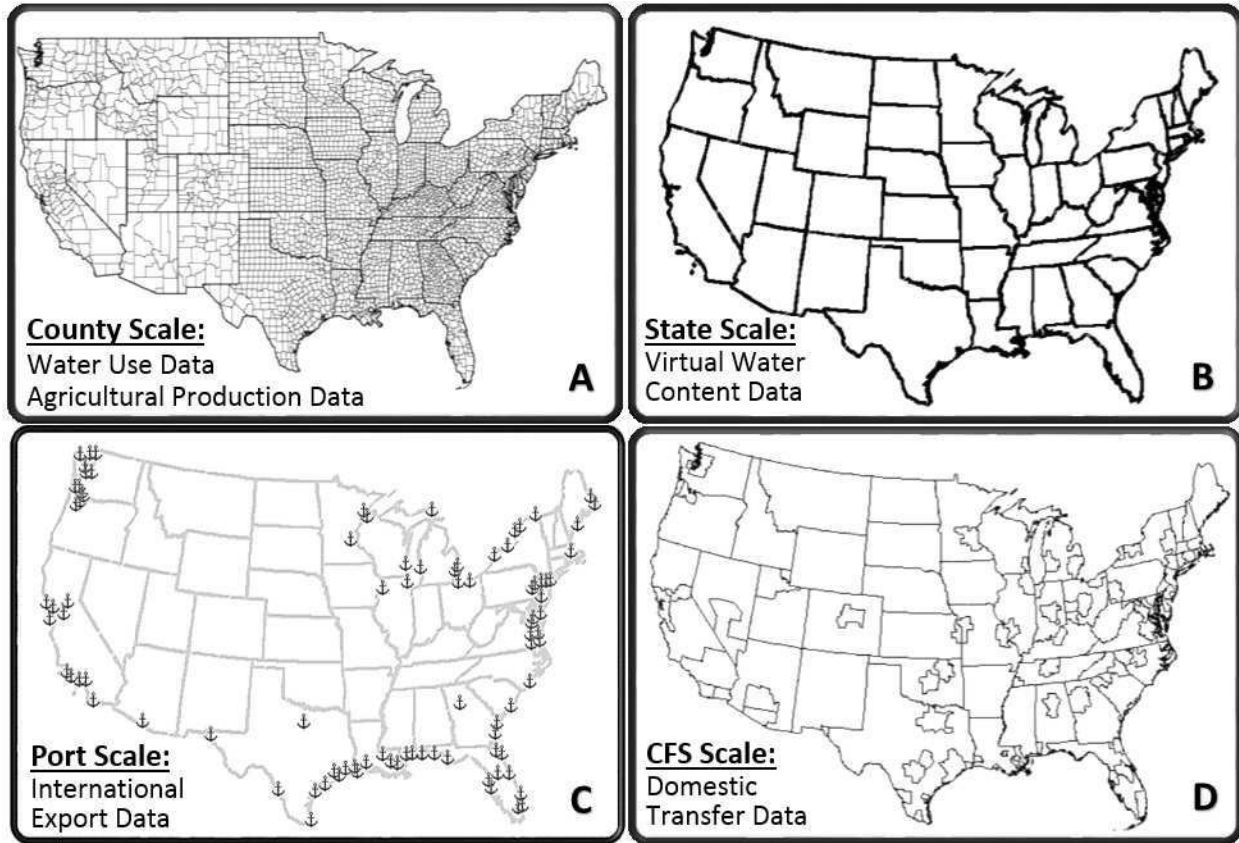 County Scale:
Water Use Data
Agricultural Production Data
A
State Scale:
Virtual Water
Content Data
B
Port Scale:
International
Export Data
C
CFS Scale:
Domestic
Transfer Data
D